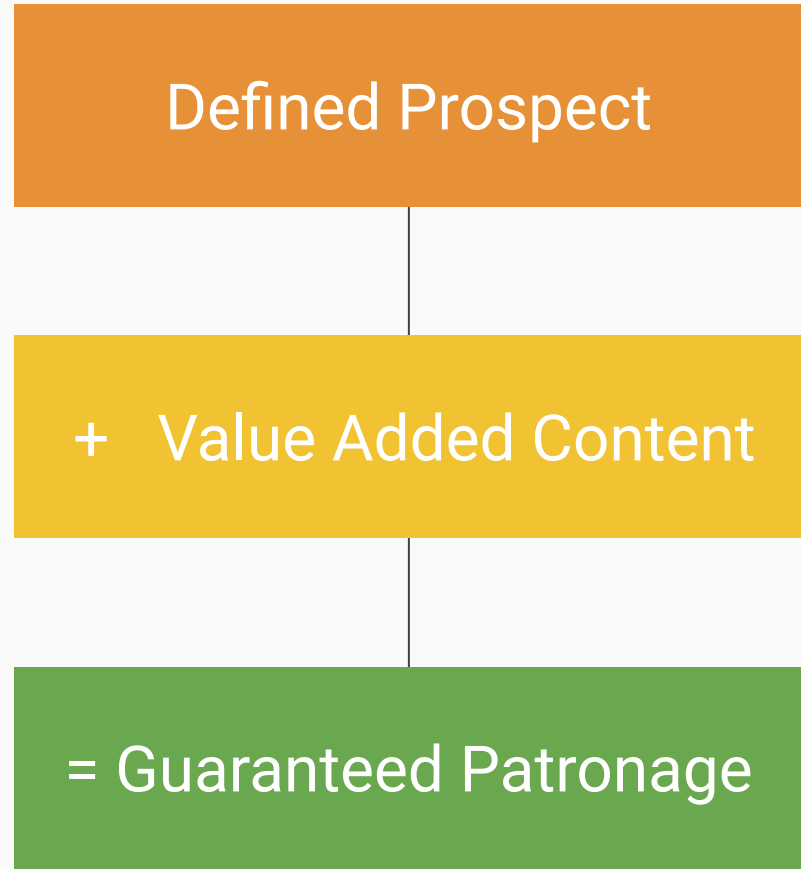 Defined Prospect
+ Value Added Content
= Guaranteed Patronage